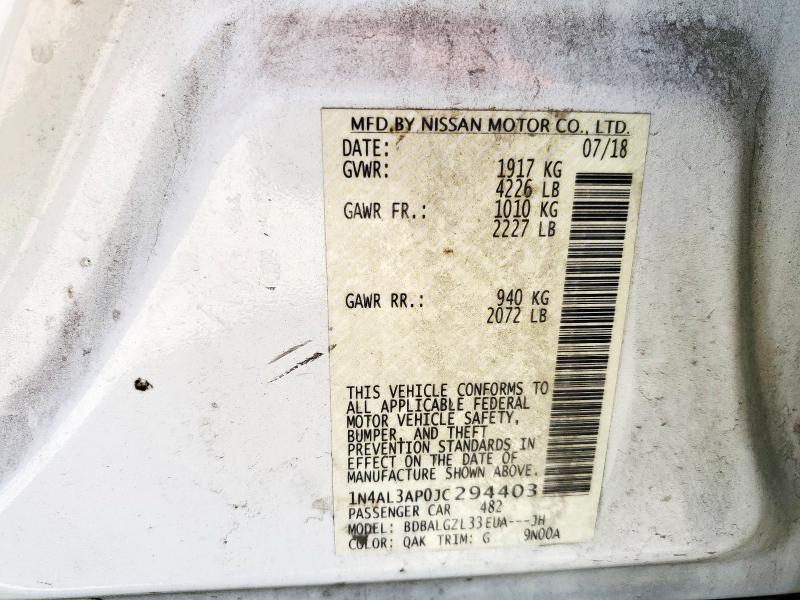 MFD.BY NISSAN MOTOR CO., LTD.
DATE: 07/18
GVWR: 1917 KG
4226 LB
GAWR FR.: 1010 KG
2227 LB
GAWR RR.: 940 KG
2072 LB
THIS VEHICLE CONFORMS TO
ALL APPLICABLE FEDERAL
MOTOR VEHICLE SAFETY,
BUMPER, AND THEFT
PREVENTION STANDARDS IN
EFFECT ON THE DATE OF
MANUFACTURE SHOWN ABOVE.
1N4AL3AP0JC294403
PASSENGER CAR 482
MODEL: BDBALGZL33EUA---JH
COLOR: QAK TRIM: G 9N00A